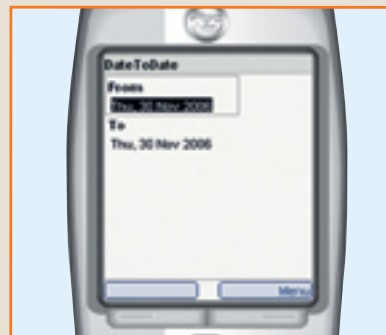 DateToDate
From
Thu, 30 Nov 2006
To
Thu, 30 Nov 2006
Menu